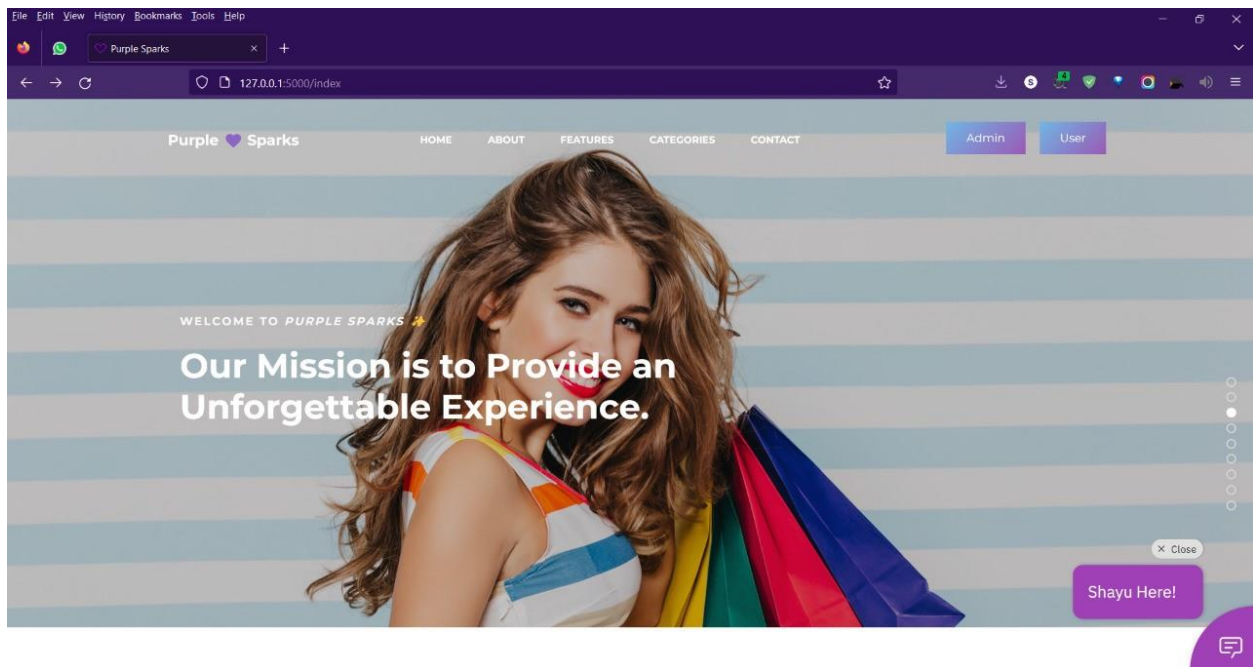 File Edit View History Bookmarks Tools Help
Purple Sparks
127.0.0.1:5000/index
S
4
Purple 💜 Sparks
HOME ABOUT FEATURES CATEGORIES CONTACT
Admin User
WELCOME TO PURPLE SPARKS ✨
Our Mission is to Provide an
Unforgettable Experience.
× Close
Shayu Here!